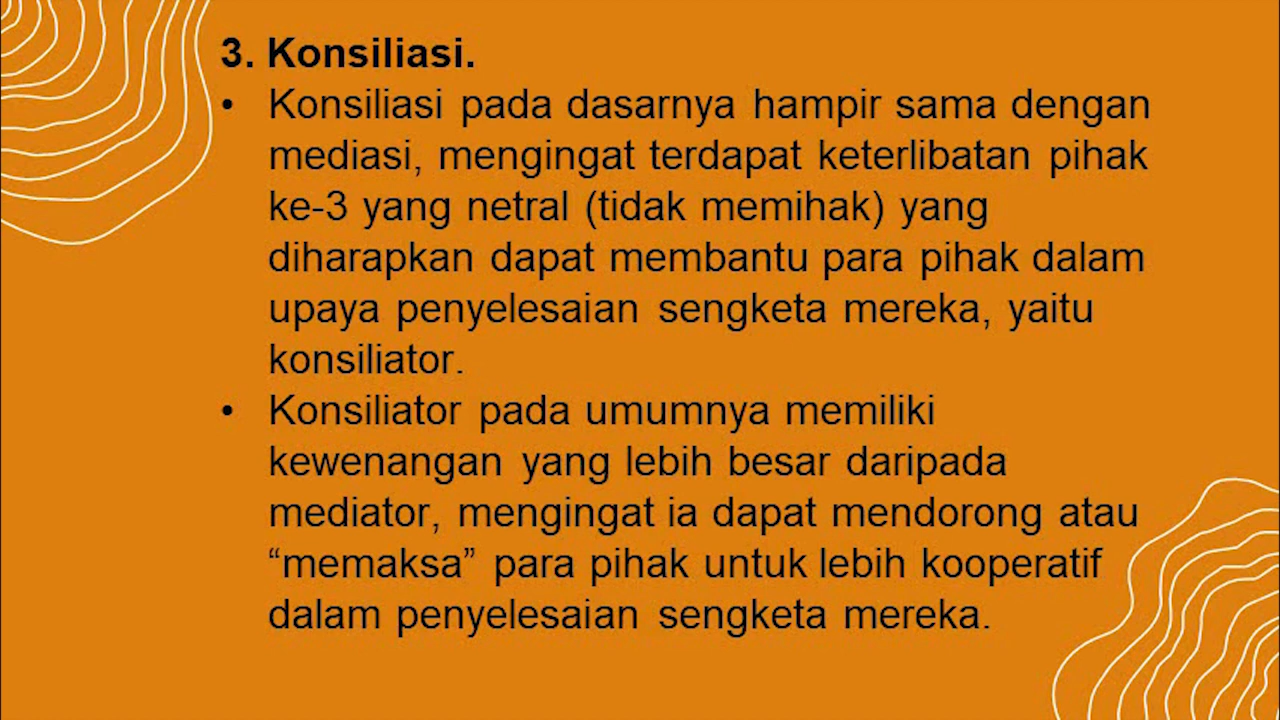 3. Konsiliasi.
• Konsiliasi pada dasarnya hampir sama dengan
mediasi, mengingat terdapat keterlibatan pihak
ke-3 yang netral (tidak memihak) yang
diharapkan dapat membantu para pihak dalam
upaya penyelesaian sengketa mereka, yaitu
konsiliator.
• Konsiliator pada umumnya memiliki
kewenangan yang lebih besar daripada
mediator, mengingat ia dapat mendorong atau
“memaksa” para pihak untuk lebih kooperatif
dalam penyelesaian sengketa mereka.